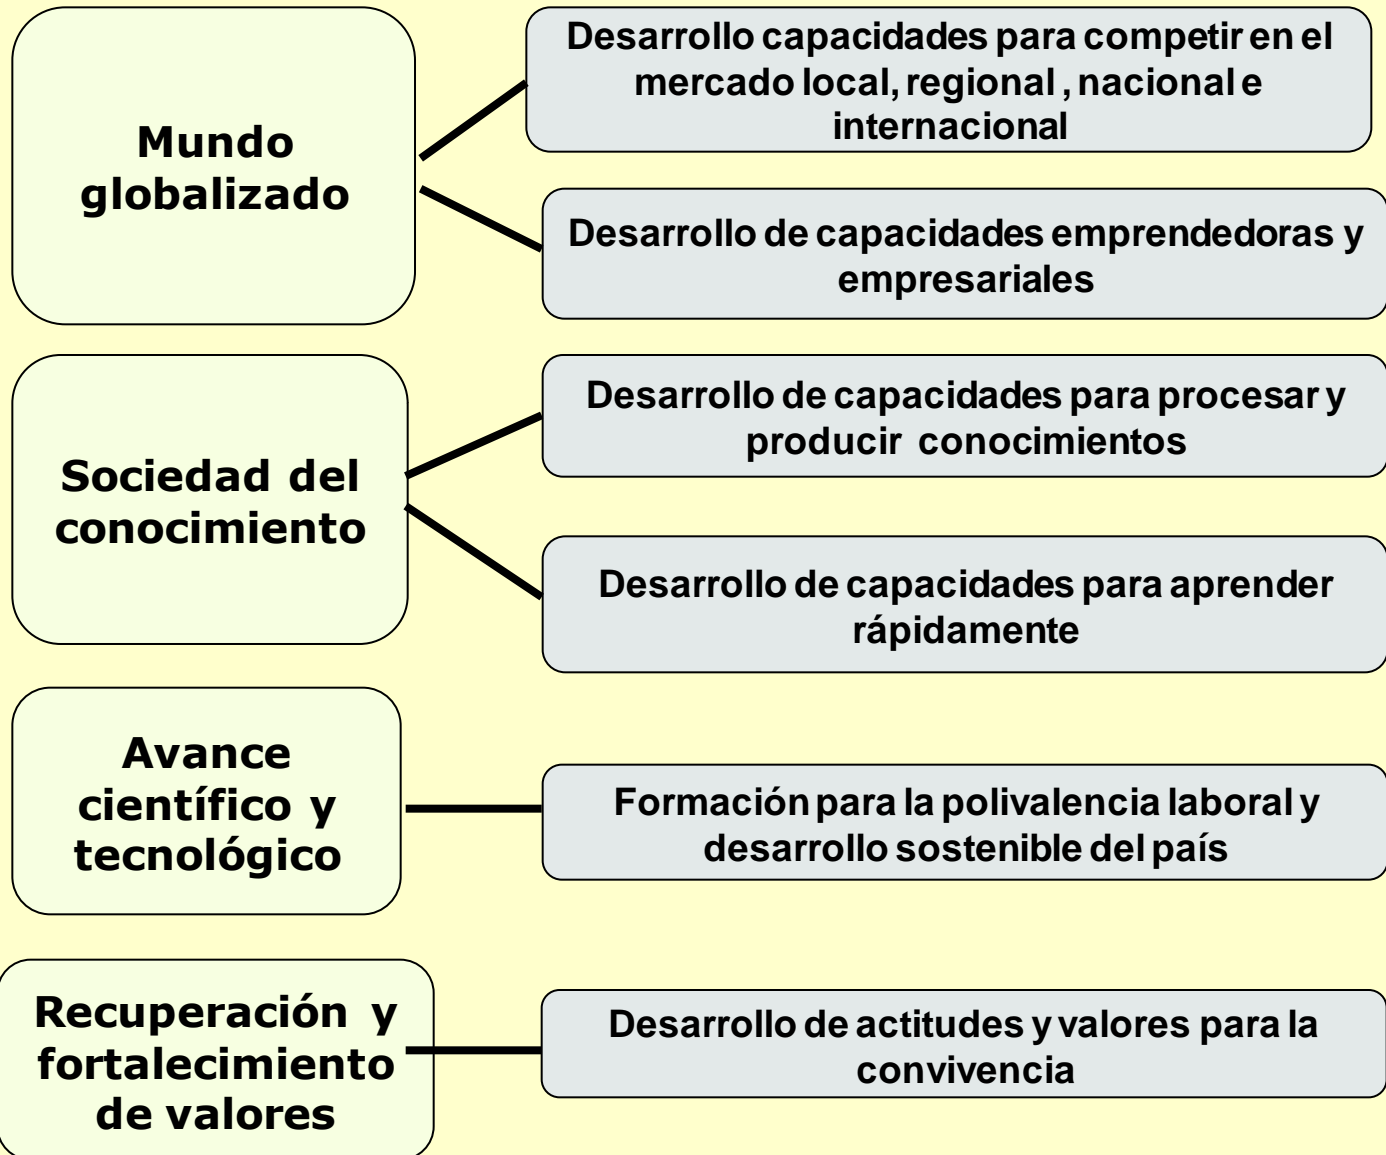 Mundo
globalizado
Desarrollo capacidades para competir en el
mercado local, regional , nacional e
internacional
Desarrollo de capacidades emprendedoras y
empresariales
Sociedad del
conocimiento
Desarrollo de capacidades para procesar y
producir conocimientos
Desarrollo de capacidades para aprender
rápidamente
Avance
científico y
tecnológico
Formación para la polivalencia laboral y
desarrollo sostenible del país
Recuperación y
fortalecimiento
de valores
Desarrollo de actitudes y valores para la
convivencia